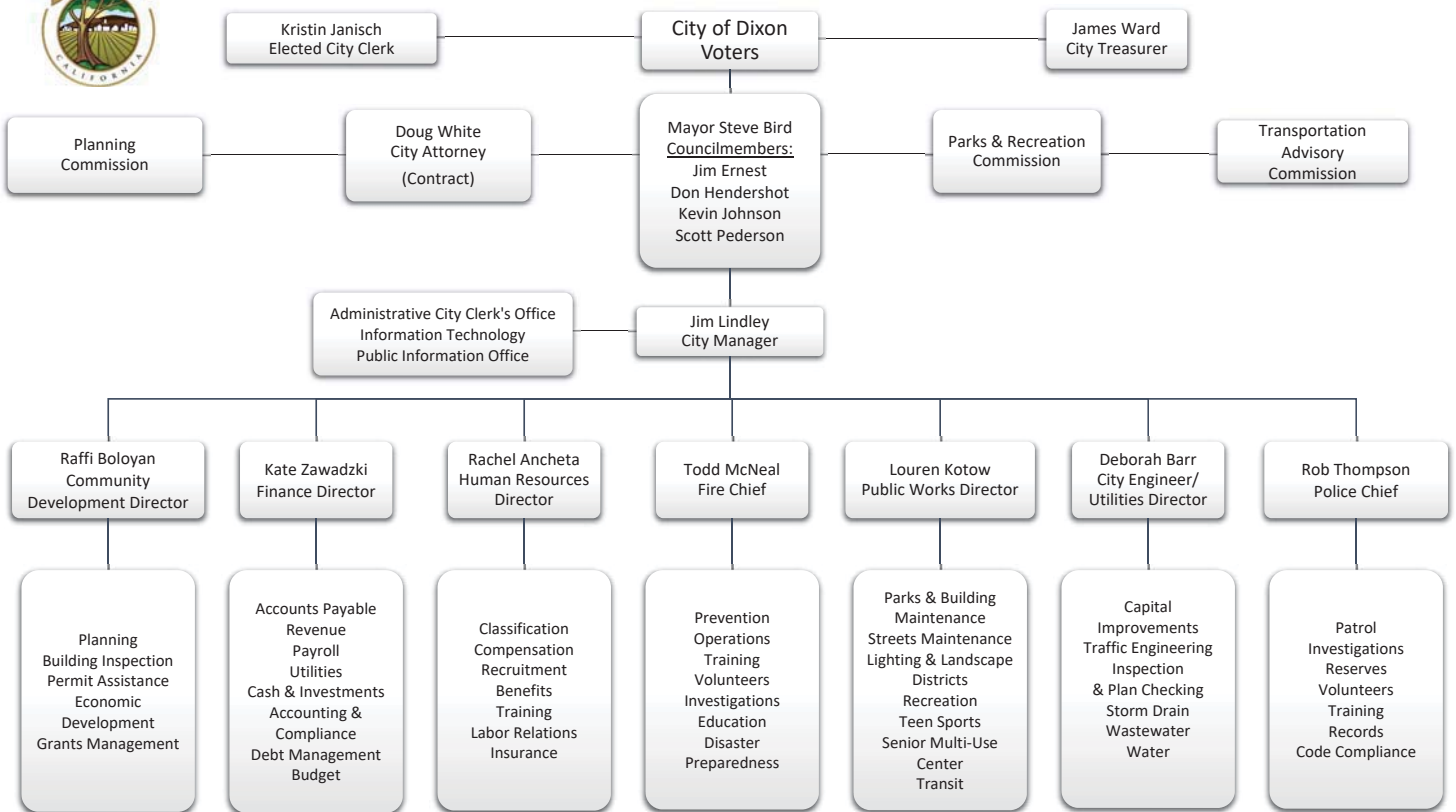 CALIFORNIA
Kristin Janisch
Elected City Clerk
City of Dixon
Voters
James Ward
City Treasurer
Planning
Commission
Doug White
City Attorney
(Contract)
Mayor Steve Bird
Councilmembers:
Jim Ernest
Don Hendershot
Kevin Johnson
Scott Pederson
Parks & Recreation
Commission
Transportation
Advisory
Commission
Administrative City Clerk's Office
Information Technology
Public Information Office
Jim Lindley
City Manager
Raffi Boloyan
Community
Development Director
Kate Zawadzki
Finance Director
Rachel Ancheta
Human Resources
Director
Todd McNeal
Fire Chief
Louren Kotow
Public Works Director
Deborah Barr
City Engineer/
Utilities Director
Rob Thompson
Police Chief
Planning
Building Inspection
Permit Assistance
Economic
Development
Grants Management
Accounts Payable
Revenue
Payroll
Utilities
Cash & Investments
Accounting &
Compliance
Debt Management
Budget
Classification
Compensation
Recruitment
Benefits
Training
Labor Relations
Insurance
Prevention
Operations
Training
Volunteers
Investigations
Education
Disaster
Preparedness
Parks & Building
Maintenance
Streets Maintenance
Lighting & Landscape
Districts
Recreation
Teen Sports
Senior Multi-Use
Center
Transit
Capital
Improvements
Traffic Engineering
Inspection
& Plan Checking
Storm Drain
Wastewater
Water
Patrol
Investigations
Reserves
Volunteers
Training
Records
Code Compliance